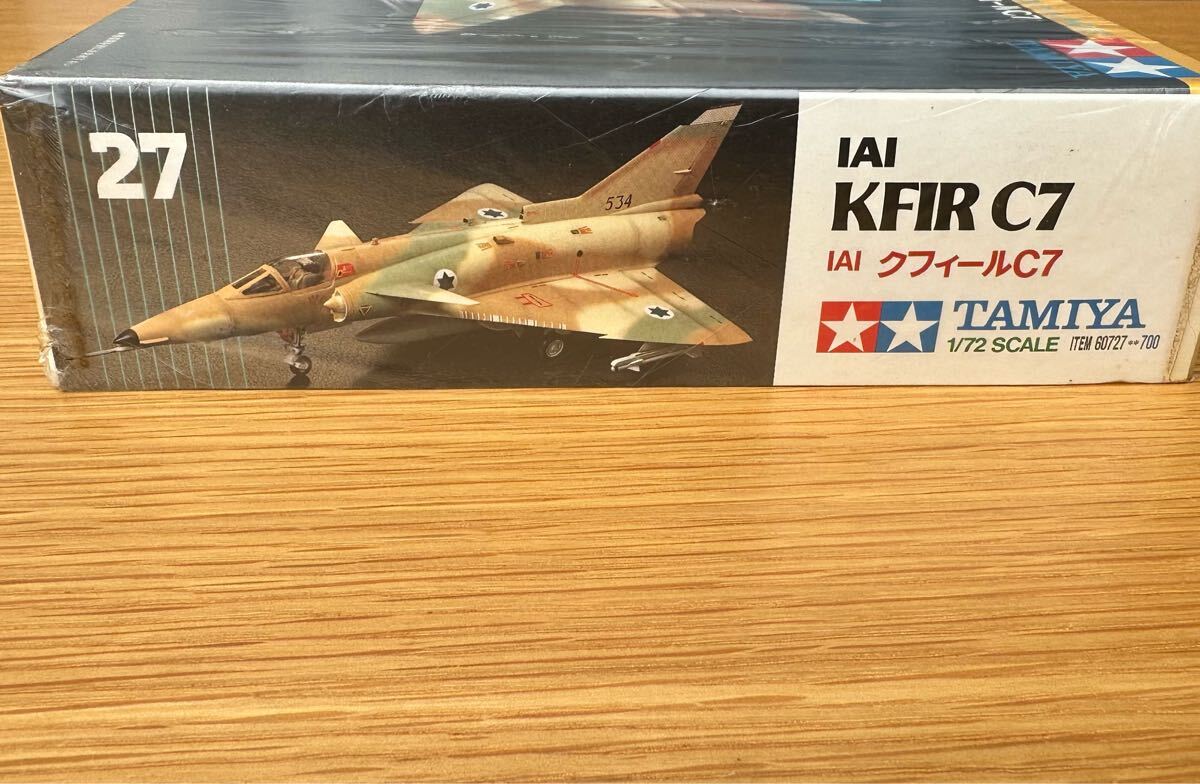 TAMIYA
27
534
IAI
KFIR C7
IAI クフィールC7
TAMIYA
1/72 SCALE ITEM 60727**700